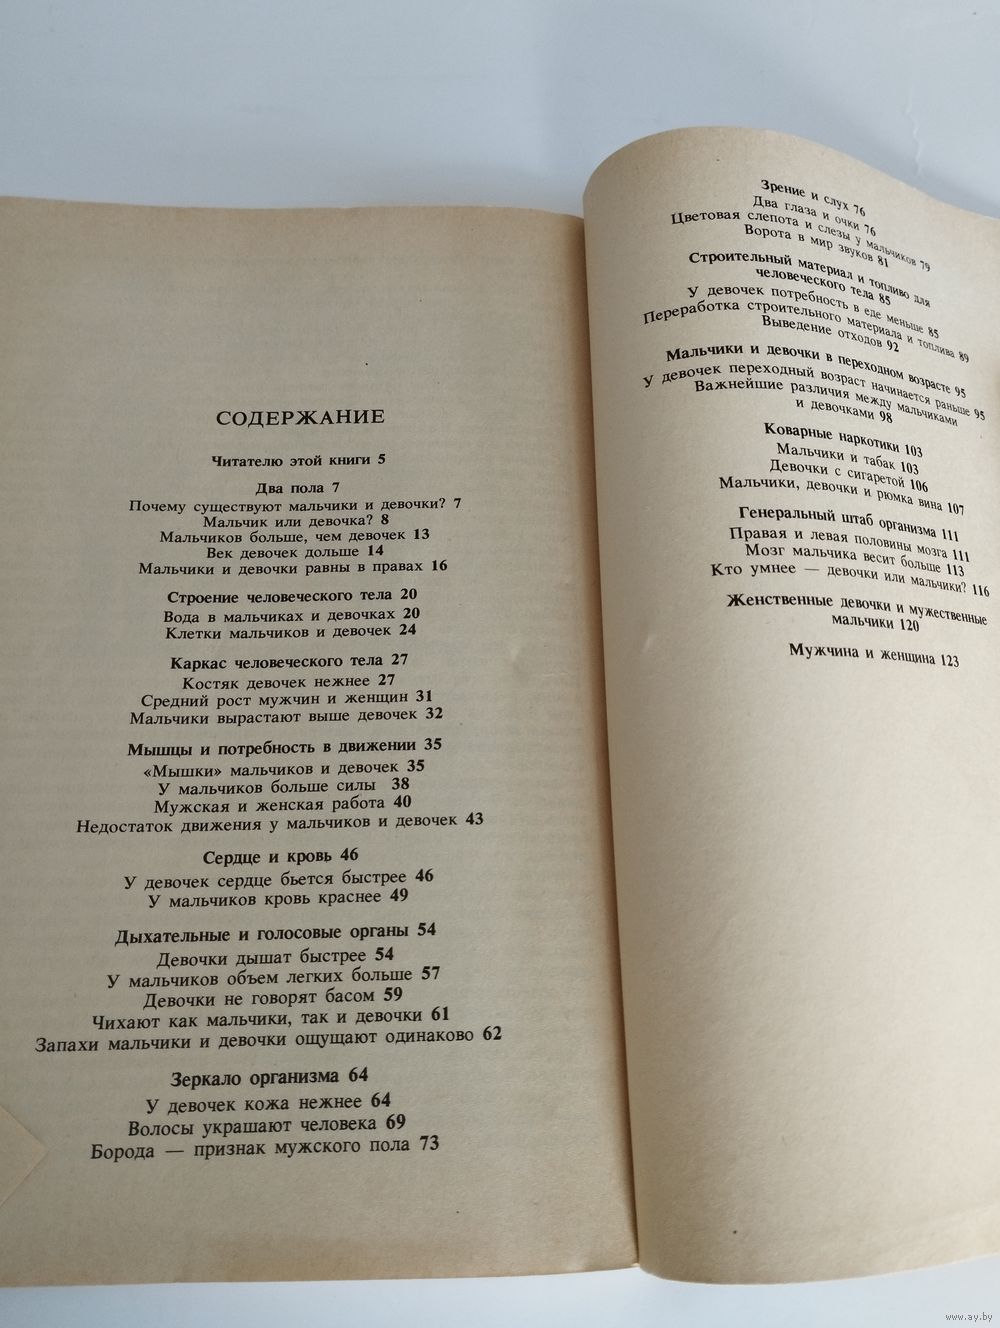 СОДЕРЖАНИЕ
Читателю этой книги 5
Два пола 7
Почему существуют мальчики и девочки? 7
Мальчик или девочка? 8
Мальчиков больше, чем девочек 13
Век девочек дольше 14
Мальчики и девочки равны в правах 16
Строение человеческого тела 20
Вода в мальчиках и девочках 20
Клетки мальчиков и девочек 24
Каркас человеческого тела 27
Костяк девочек нежнее 27
Средний рост мужчин и женщин 31
Мальчики вырастают выше девочек 32
Мышцы и потребность в движении 35
«Мышки» мальчиков и девочек 35
У мальчиков больше силы 38
Мужская и женская работа 40
Недостаток движения у мальчиков и девочек 43
Сердце и кровь 46
У девочек сердце бьется быстрее 46
У мальчиков кровь краснее 49
Дыхательные и голосовые органы 54
Девочки дышат быстрее 54
У мальчиков объем легких больше 57
Девочки не говорят басом 59
Чихают как мальчики, так и девочки 61
Запахи мальчики и девочки ощущают одинаково 62
Зеркало организма 64
У девочек кожа нежнее 64
Волосы украшают человека 69
Борода — признак мужского пола 73
Зрение и слух 76
Два глаза и очки 76
Цветовая слепота и слезы у мальчиков 79
Ворота в мир звуков 81
Строительный материал и топливо для
человеческого тела 85
У девочек потребность в еде меньше 85
Переработка строительного материала и топлива 89
Выведение отходов 92
Мальчики и девочки в переходном возрасте 95
У девочек переходный возраст начинается раньше 95
Важнейшие различия между мальчиками
и девочками 98
Коварные наркотики 103
Мальчики и табак 103
Девочки с сигаретой 106
Мальчики, девочки и рюмка вина 107
Генеральный штаб организма 111
Правая и левая половины мозга 111
Мозг мальчика весит больше 113
Кто умнее — девочки или мальчики? 116
Женственные девочки и мужественные
мальчики 120
Мужчина и женщина 123
www.ay.by